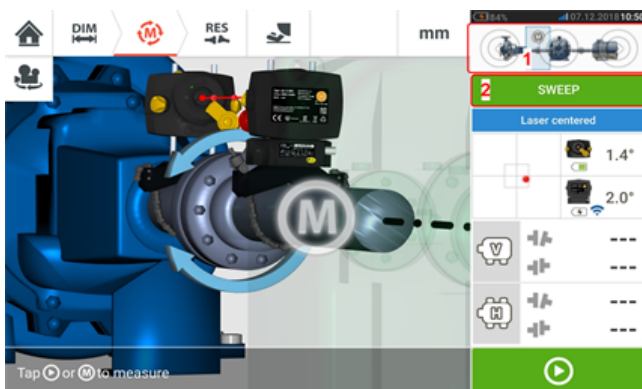 84%
07.12.2018 10:50
DIM
M
RES
mm
1
2
SWEEP
Laser centered
1.4°
2.0°
M
V
---
---
H
---
---
Tap or M to measure